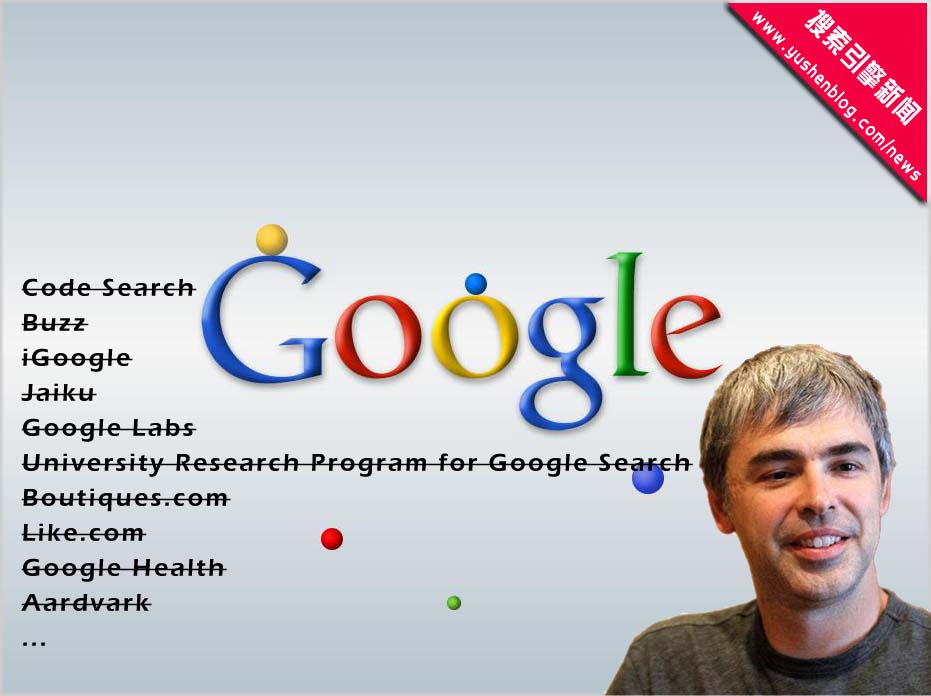 搜索引擎新闻
www.yushenblog.com/news
Google
Code Search
Buzz
iGoogle
Jaiku
Google Labs
University Research Program for Google Search
Boutiques.com
Like.com
Google Health
Aardvark
...